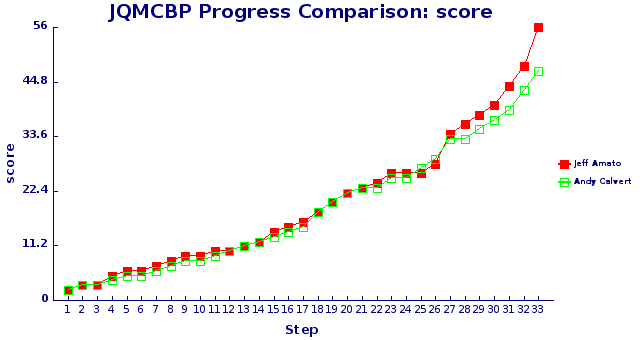 JQMCBP Progress Comparison: score
56
44.8
33.6
22.4
11.2
0
score
1 2 3 4 5 6 7 8 9 10 11 12 13 14 15 16 17 18 19 20 21 22 23 24 25 26 27 28 29 30 31 32 33
Step
Jeff Amato
Andy Calvert